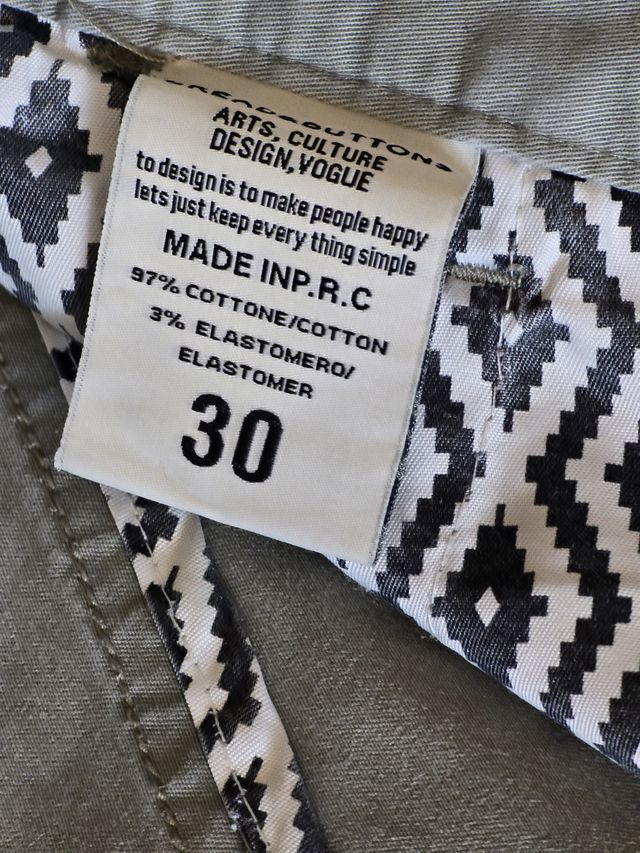 ARTS, CULTURE
DESIGN,VOGUE
to design is to make people happy
lets just keep every thing simple
MADE INP.R.C
97% COTTONE/COTTON
3% ELASTOMERO/
ELASTOMER
30